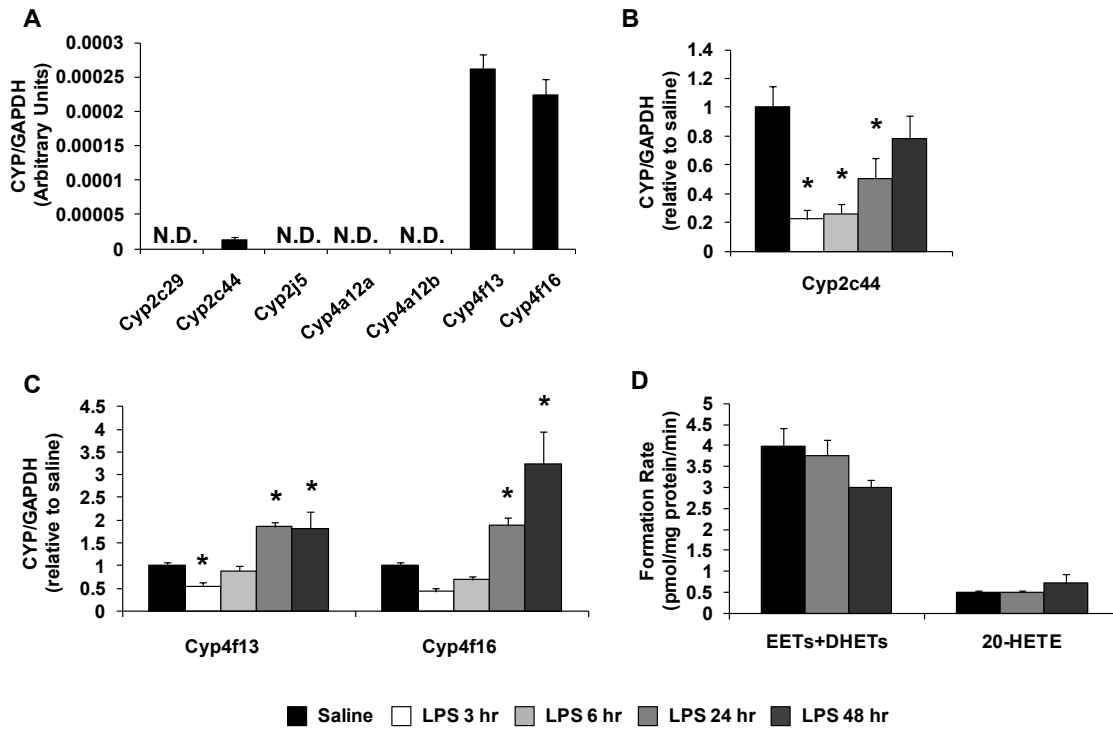 A
CYP/GAPDH
(Arbitrary Units)
0.0003
0.00025
0.0002
0.00015
0.0001
0.00005
0
N.D.
N.D.
N.D.
N.D.
Cyp2c29
Cyp2c44
Cyp2j5
Cyp4a12a
Cyp4a12b
Cyp4f13
Cyp4f16
B
CYP/GAPDH
(relative to saline)
1.4
1.2
1
0.8
0.6
0.4
0.2
0
*
*
*
Cyp2c44
C
CYP/GAPDH
(relative to saline)
4.5
4
3.5
3
2.5
2
1.5
1
0.5
0
*
*
*
*
*
Cyp4f13
Cyp4f16
D
Formation Rate
(pmol/mg protein/min)
5
4.5
4
3.5
3
2.5
2
1.5
1
0.5
0
EETs+DHETs
20-HETE
Saline
LPS 3 hr
LPS 6 hr
LPS 24 hr
LPS 48 hr